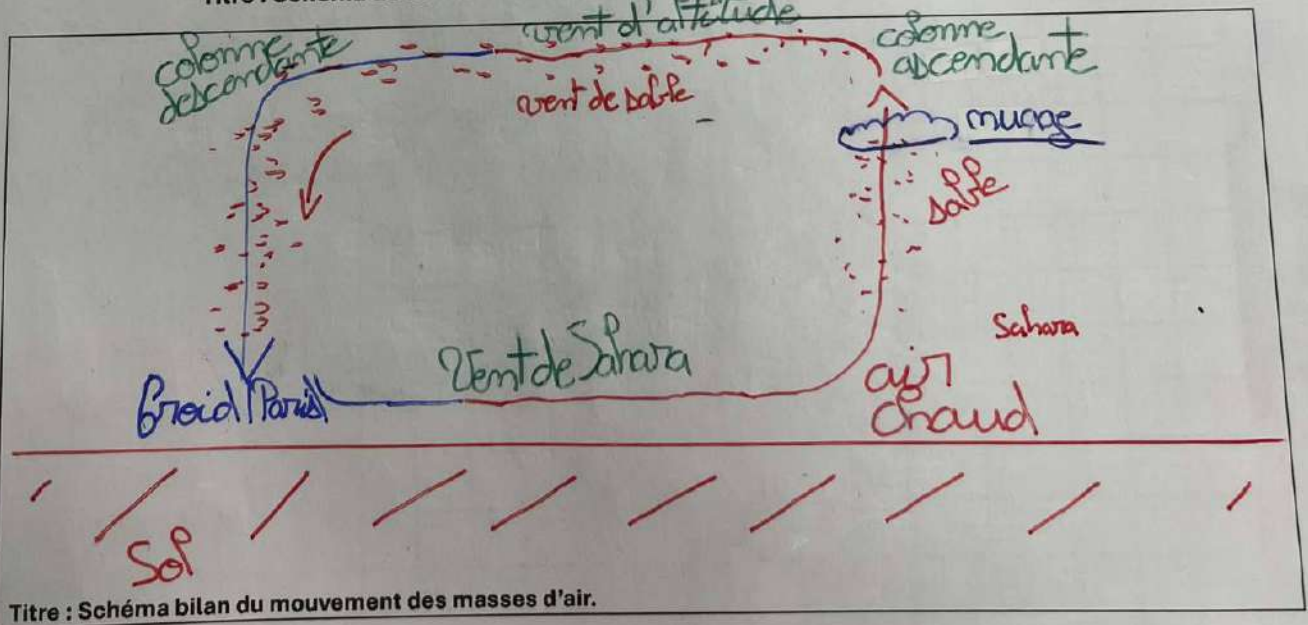 vent d'altitude
colonne
descendante
colonne
ascendante
vent de sable
nuage
sable
Sahara
Vent de Sahara
air
chaud
froid (Paris)
Sol
Titre : Schéma bilan du mouvement des masses d'air.